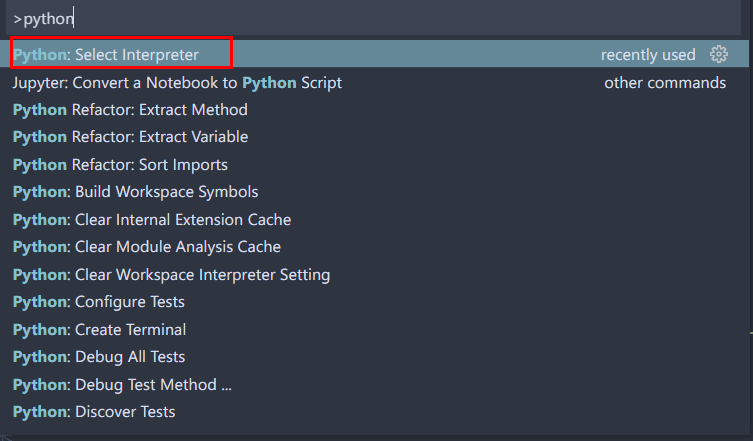 >python
Python: Select Interpreter recently used
Jupyter: Convert a Notebook to Python Script other commands
Python Refactor: Extract Method
Python Refactor: Extract Variable
Python Refactor: Sort Imports
Python: Build Workspace Symbols
Python: Clear Internal Extension Cache
Python: Clear Module Analysis Cache
Python: Clear Workspace Interpreter Setting
Python: Configure Tests
Python: Create Terminal
Python: Debug All Tests
Python: Debug Test Method ...
Python: Discover Tests